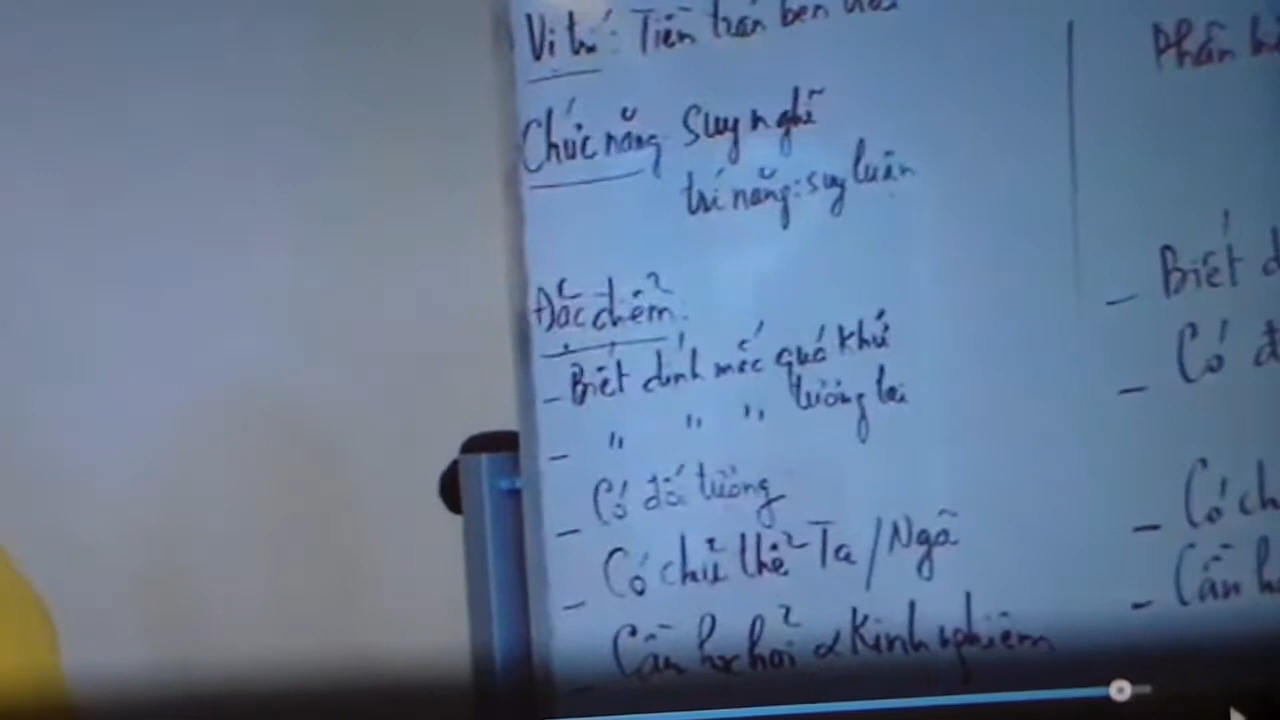 Vị trí: Tiền trán bên
Chức năng Suy nghĩ
trí năng: suy luận
Đặc điểm:
- Biết dính mắc quá khứ
- " " " tương lai
- Có đối tượng
- Có chủ thể Ta / Ngã
- Cần học hỏi & Kinh nghiệm
Phần
- Biết
- Có
- Có
- Cần